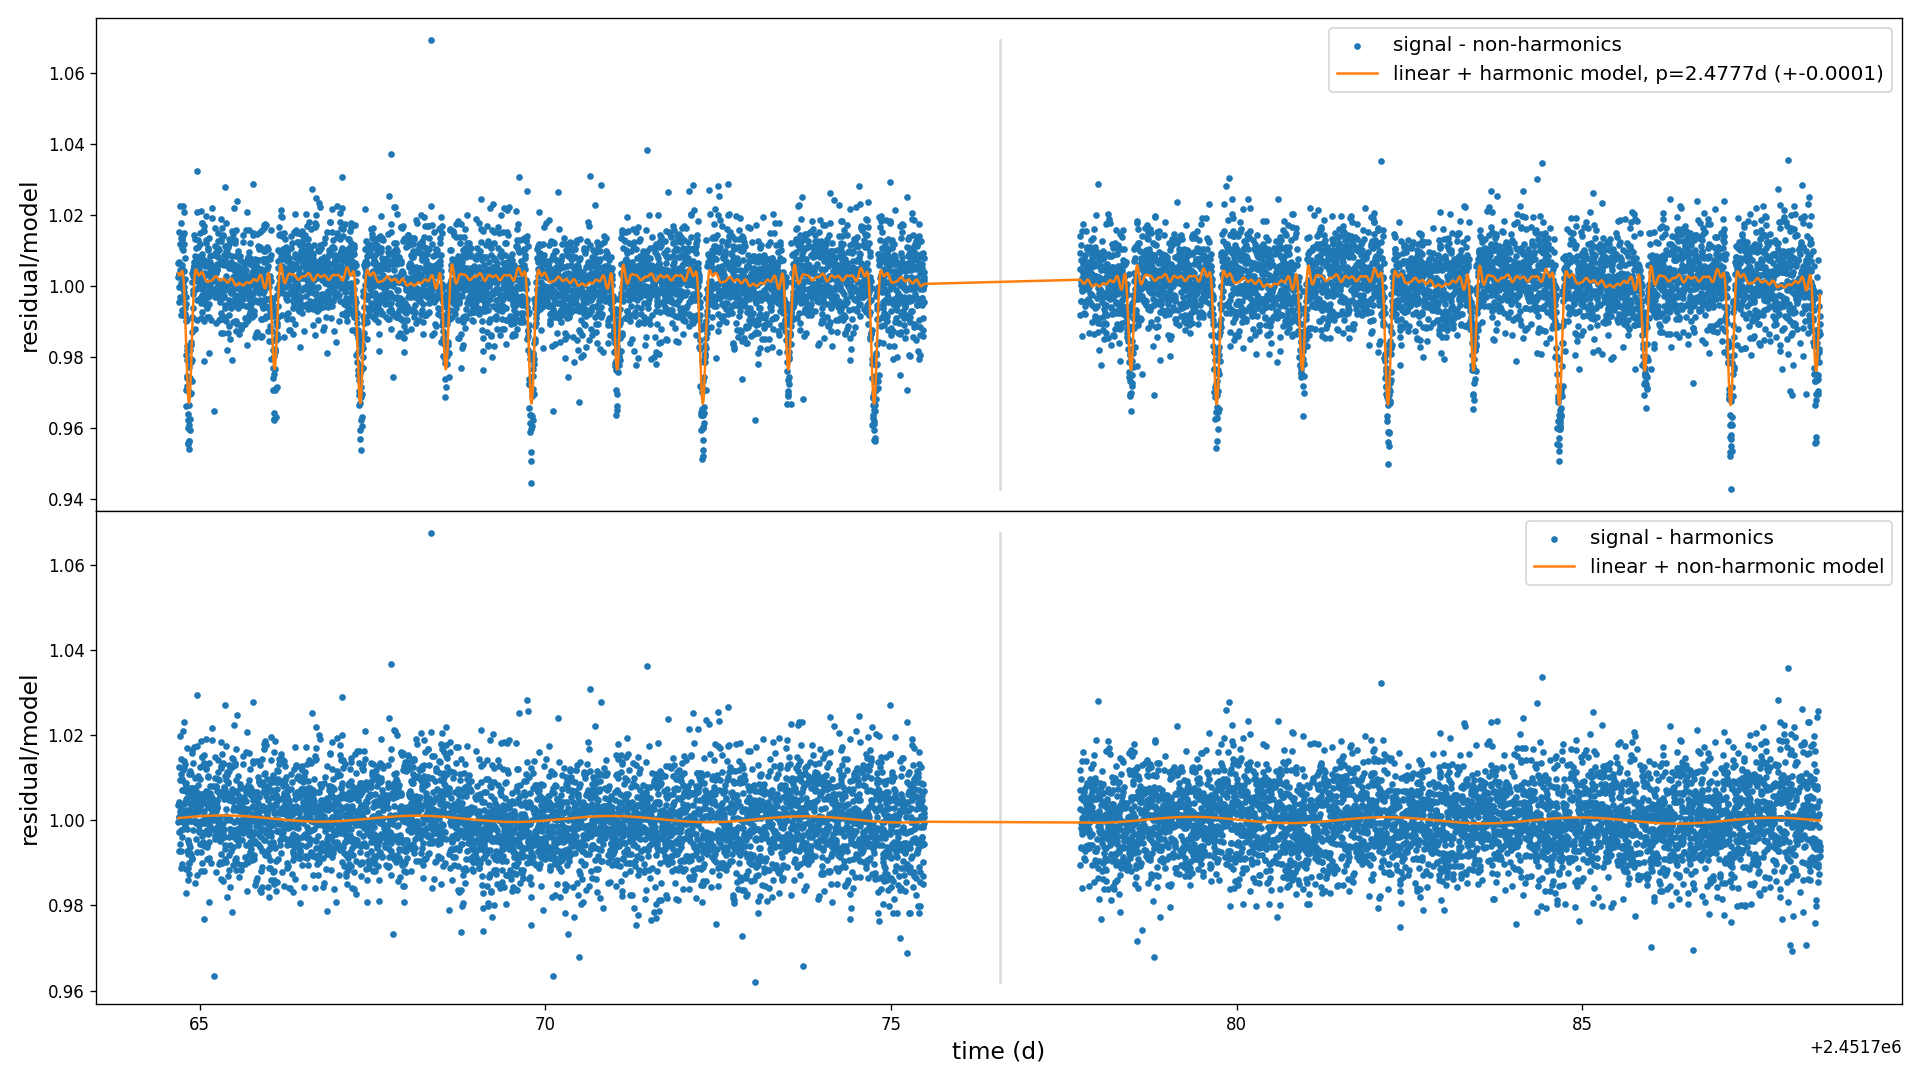 signal - non-harmonics
linear + harmonic model, p=2.4777d (+-0.0001)
residual/model
1.06
1.04
1.02
1.00
0.98
0.96
0.94
signal - harmonics
linear + non-harmonic model
residual/model
1.06
1.04
1.02
1.00
0.98
0.96
65 70 75 80 85
time (d)
+2.4517e6